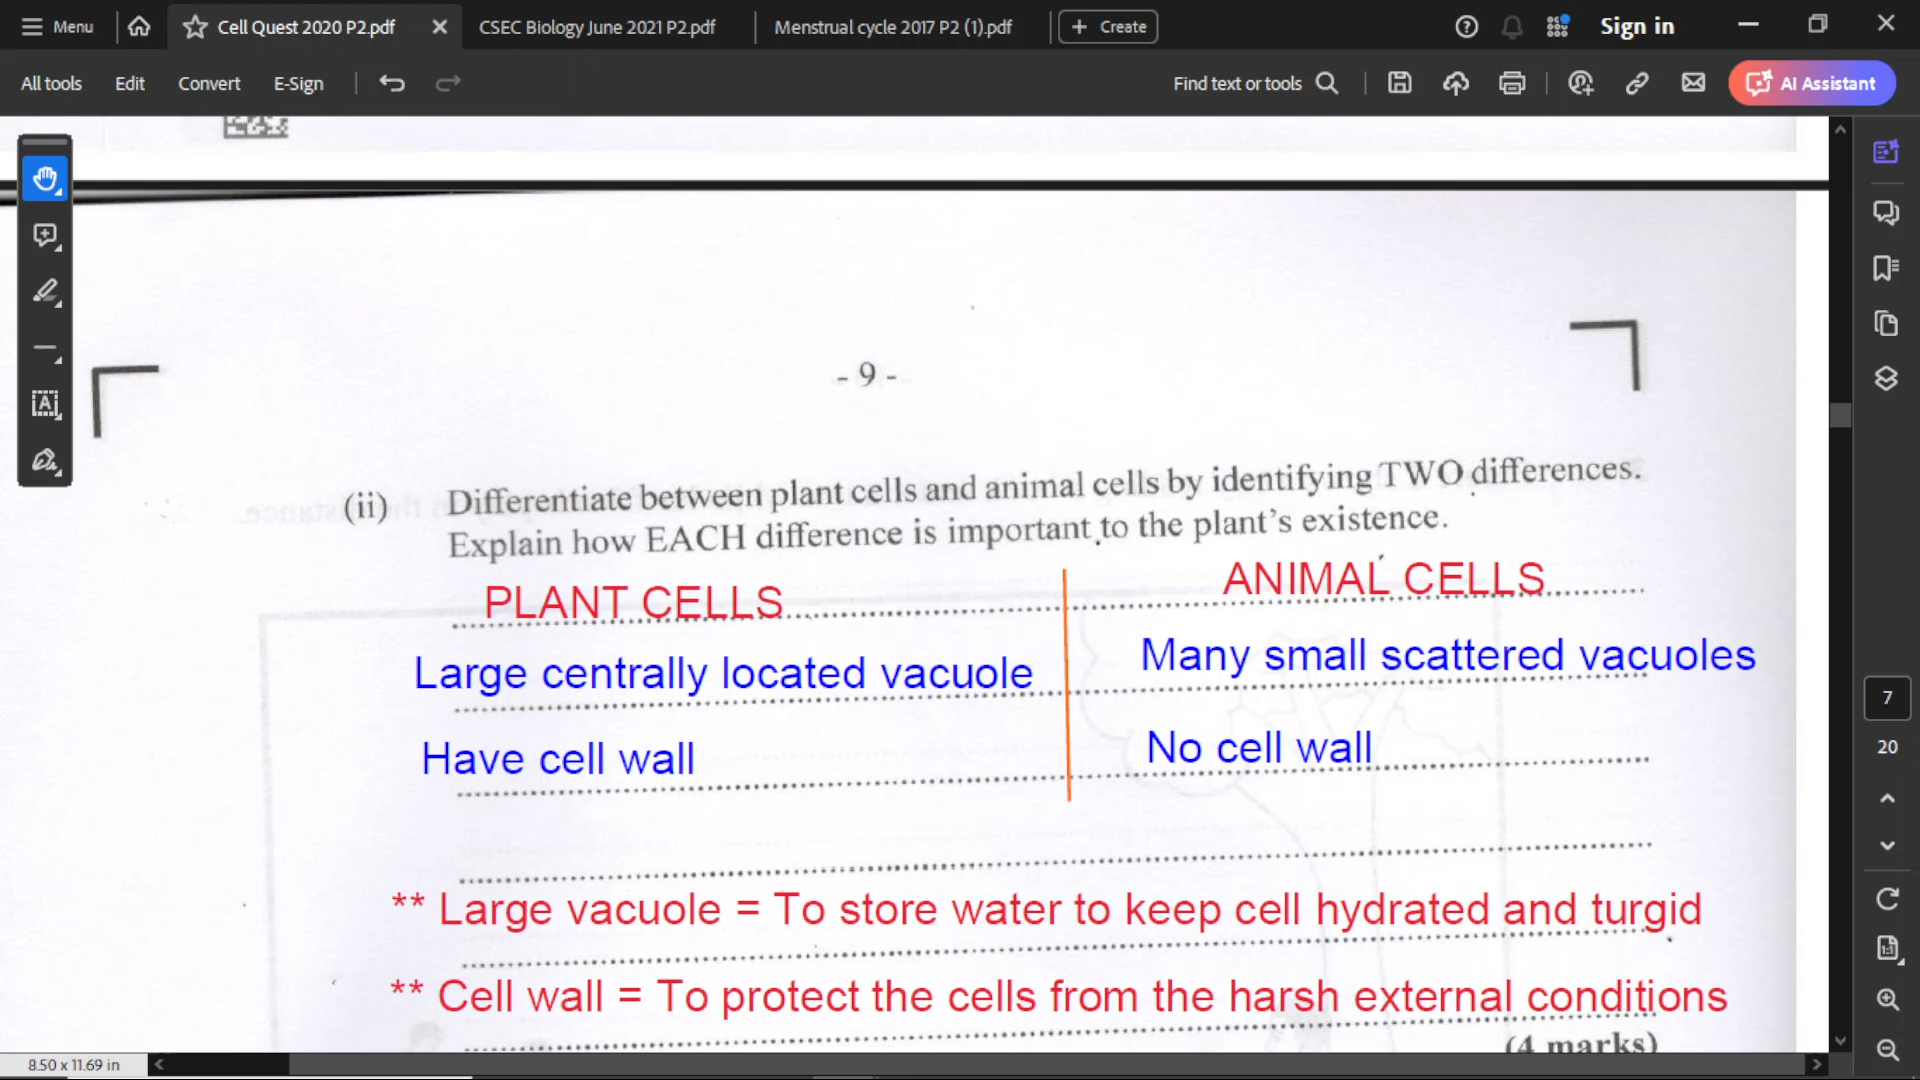 Menu
Cell Quest 2020 P2.pdf
CSEC Biology June 2021 P2.pdf
Menstrual cycle 2017 P2 (1).pdf
Create
Sign in
All tools
Edit
Convert
E-Sign
Find text or tools
AI Assistant
- 9 -
(ii) Differentiate between plant cells and animal cells by identifying TWO differences.
Explain how EACH difference is important to the plant's existence.
PLANT CELLS ANIMAL CELLS
Large centrally located vacuole Many small scattered vacuoles
Have cell wall No cell wall
** Large vacuole = To store water to keep cell hydrated and turgid
** Cell wall = To protect the cells from the harsh external conditions
(4 marks)
7
20
8.50 x 11.69 in